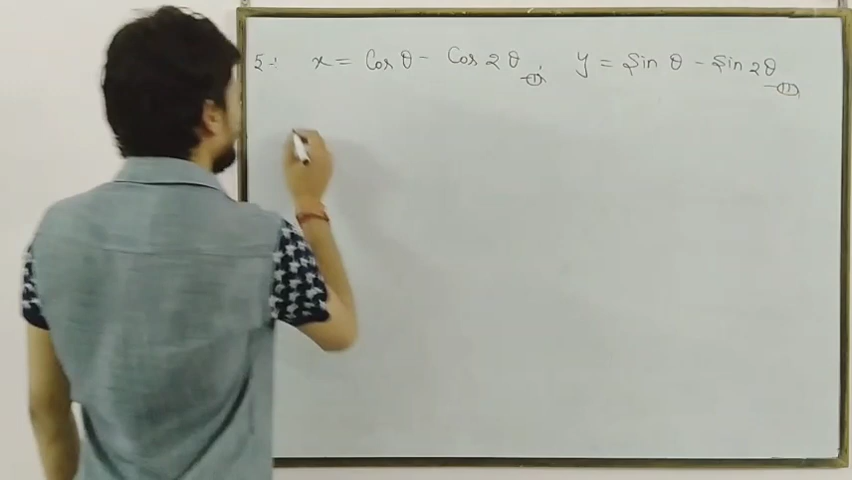 5-: x = Cos θ - Cos 2θ —(i) y = Sin θ - Sin 2θ —(ii)